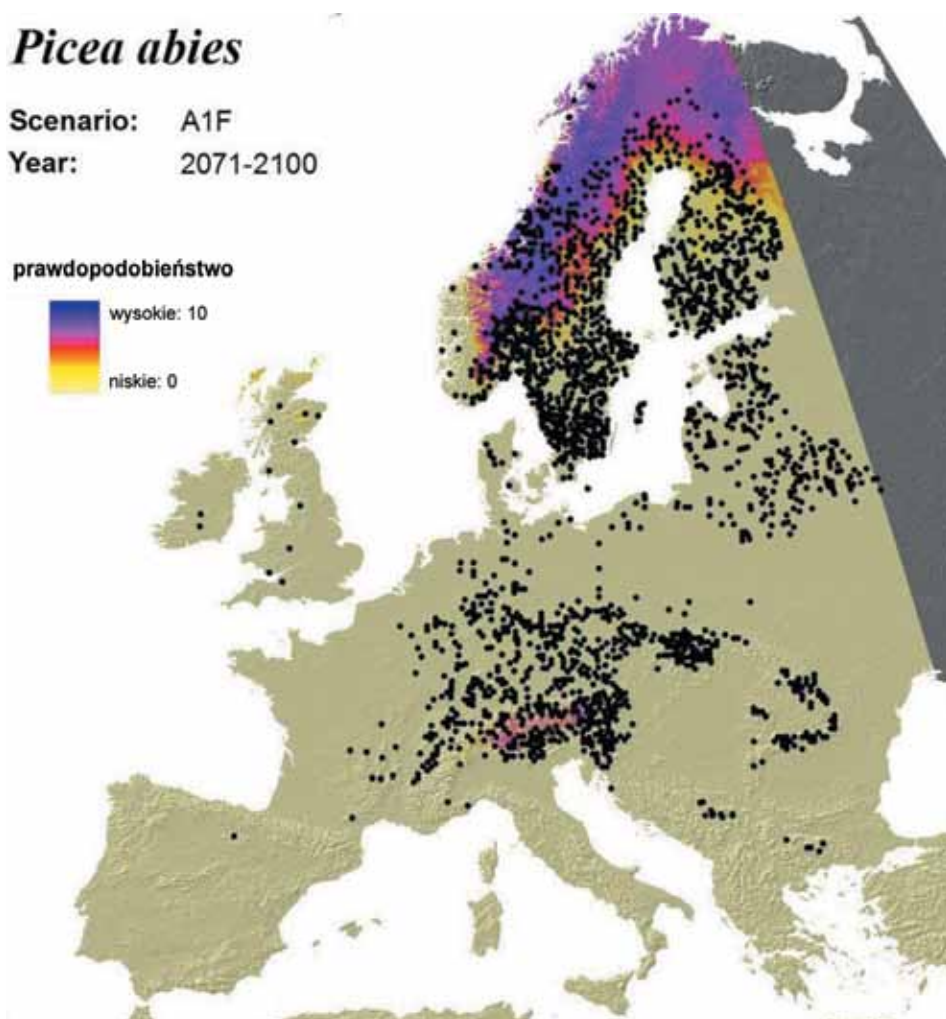 Picea abies
Scenario: A1F
Year: 2071-2100
prawdopodobieństwo
wysokie: 10
niskie: 0